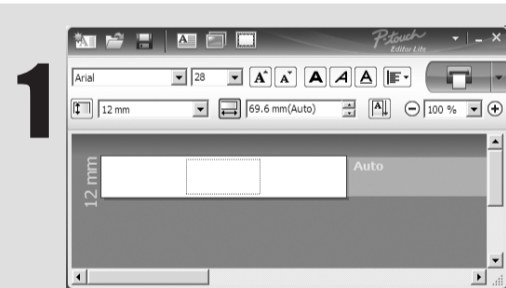 1
P-touch
Editor Lite
Arial
28
A A A A A
12 mm
69.6 mm(Auto)
A
100 %
12 mm
Auto